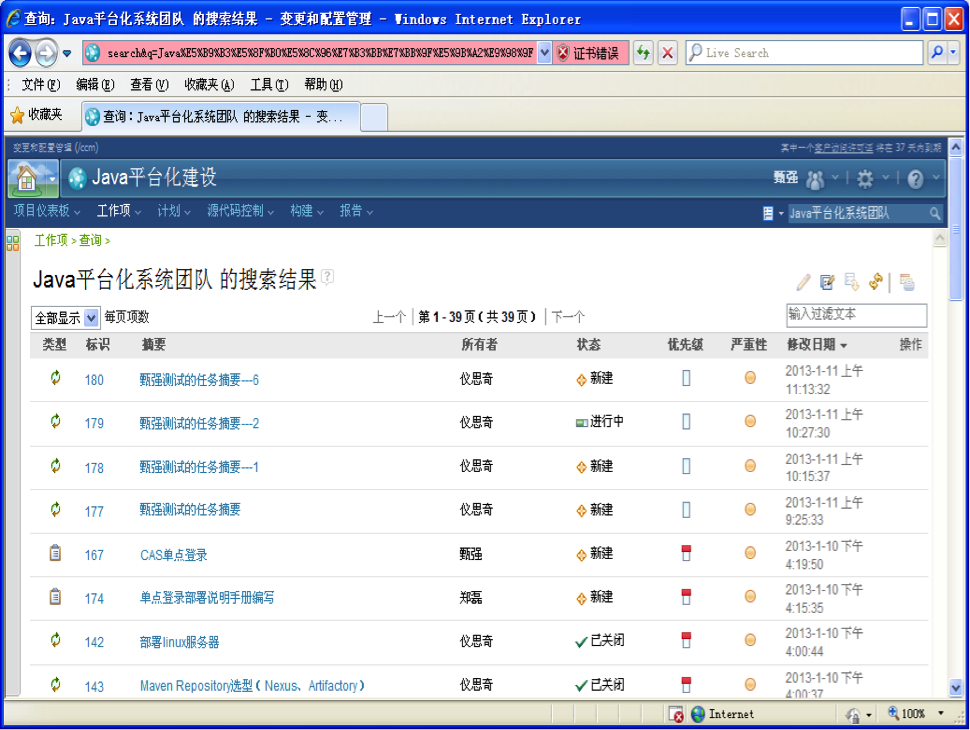 查询: Java平台化系统团队 的搜索结果 - 变更和配置管理 - Windows Internet Explorer
search&q=Java%E5%B9%B3%E5%8F%B0%E5%8C%96%E7%B3%BB%E7%BB%9F%E5%9B%A2%E9%98%9F 证书错误 Live Search
文件(F) 编辑(E) 查看(V) 收藏夹(A) 工具(T) 帮助(H)
收藏夹 查询: Java平台化系统团队 的搜索结果 - 变...
变更和配置管理 (/ccm) 其中一个客户访问许可证 将在 37 天内到期
Java平台化建设 甄强
项目仪表板 工作项 计划 源代码控制 构建 报告 Java平台化系统团队
工作项 > 查询 >
Java平台化系统团队 的搜索结果
全部显示 每页项数 上一个 第 1 - 39 页 ( 共 39 页 ) 下一个 输入过滤文本
类型 标识 摘要 所有者 状态 优先级 严重性 修改日期 操作
180 甄强测试的任务摘要---6 仪思奇 新建 2013-1-11 上午 11:13:32
179 甄强测试的任务摘要---2 仪思奇 进行中 2013-1-11 上午 10:27:30
178 甄强测试的任务摘要---1 仪思奇 新建 2013-1-11 上午 10:15:37
177 甄强测试的任务摘要 仪思奇 新建 2013-1-11 上午 9:25:33
167 CAS单点登录 甄强 新建 2013-1-10 下午 4:19:50
174 单点登录部署说明手册编写 郑磊 新建 2013-1-10 下午 4:15:35
142 部署linux服务器 仪思奇 已关闭 2013-1-10 下午 4:00:44
143 Maven Repository选型 ( Nexus、Artifactory ) 仪思奇 已关闭 2013-1-10 下午 4:00:37
Internet 100%